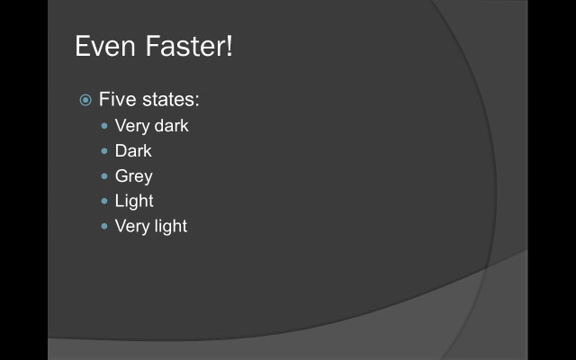 Even Faster!
Five states:
Very dark
Dark
Grey
Light
Very light